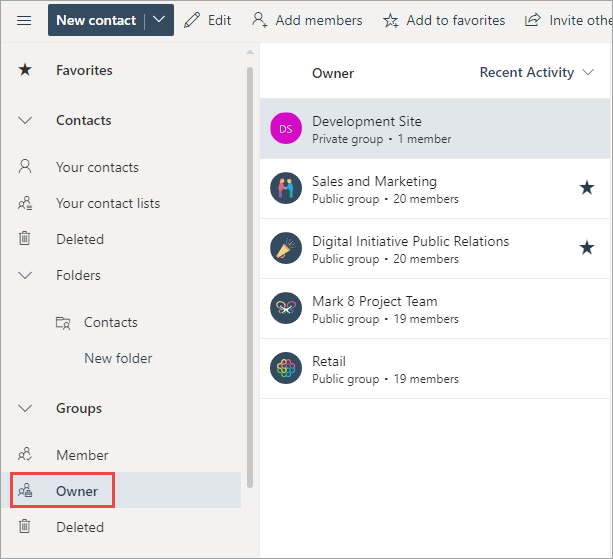 New contact Edit Add members Add to favorites Invite othe
Favorites
Contacts
Your contacts
Your contact lists
Deleted
Folders
Contacts
New folder
Groups
Member
Owner
Deleted
Owner Recent Activity
DS
Development Site
Private group • 1 member
Sales and Marketing
Public group • 20 members
Digital Initiative Public Relations
Public group • 20 members
Mark 8 Project Team
Public group • 19 members
Retail
Public group • 19 members